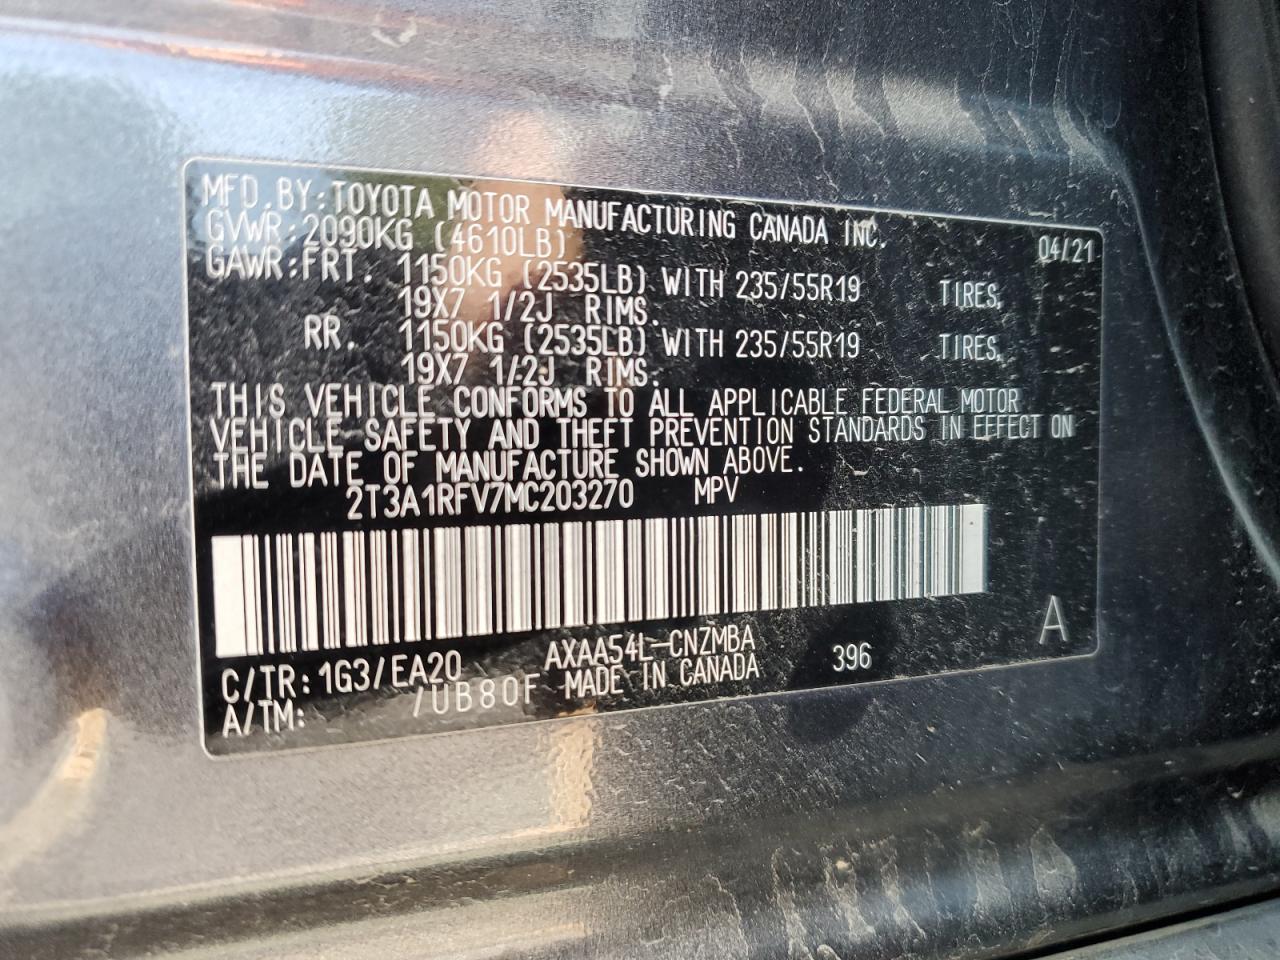 MFD.BY:TOYOTA MOTOR MANUFACTURING CANADA INC. 04/21
GVWR:2090KG (4610LB)
GAWR:FRT. 1150KG (2535LB) WITH 235/55R19 TIRES,
19X7 1/2J RIMS.
RR. 1150KG (2535LB) WITH 235/55R19 TIRES,
19X7 1/2J RIMS.
THIS VEHICLE CONFORMS TO ALL APPLICABLE FEDERAL MOTOR
VEHICLE SAFETY AND THEFT PREVENTION STANDARDS IN EFFECT ON
THE DATE OF MANUFACTURE SHOWN ABOVE.
2T3A1RFV7MC203270 MPV
A
C/TR:1G3/EA20 AXAA54L-CNZMBA 396
A/TM: /UB80F MADE IN CANADA